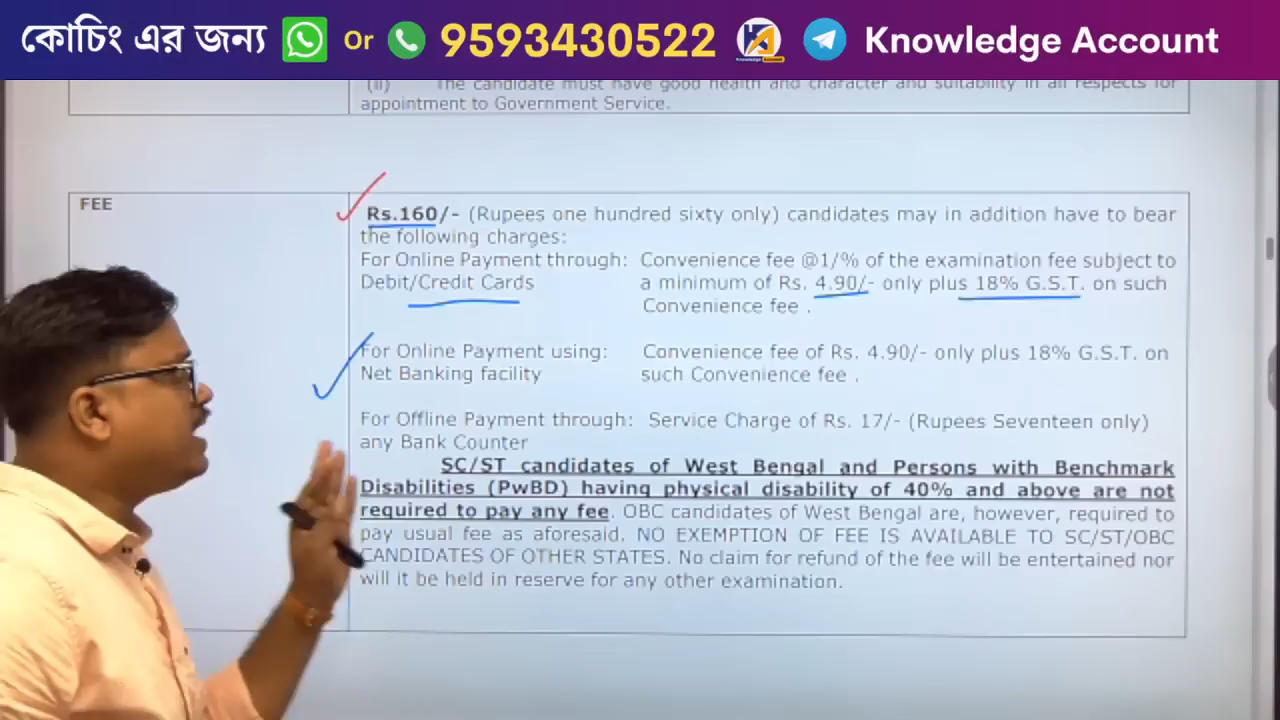 কোচিং এর জন্য Or 9593430522 Knowledge Account
(ii) The candidate must have good health and character and suitability in all respects for
appointment to Government Service.
FEE
Rs.160/- (Rupees one hundred sixty only) candidates may in addition have to bear
the following charges:
For Online Payment through: Convenience fee @1/% of the examination fee subject to
Debit/Credit Cards a minimum of Rs. 4.90/- only plus 18% G.S.T. on such
Convenience fee .
For Online Payment using: Convenience fee of Rs. 4.90/- only plus 18% G.S.T. on
Net Banking facility such Convenience fee .
For Offline Payment through: Service Charge of Rs. 17/- (Rupees Seventeen only)
any Bank Counter
SC/ST candidates of West Bengal and Persons with Benchmark
Disabilities (PwBD) having physical disability of 40% and above are not
required to pay any fee. OBC candidates of West Bengal are, however, required to
pay usual fee as aforesaid. NO EXEMPTION OF FEE IS AVAILABLE TO SC/ST/OBC
CANDIDATES OF OTHER STATES. No claim for refund of the fee will be entertained nor
will it be held in reserve for any other examination.